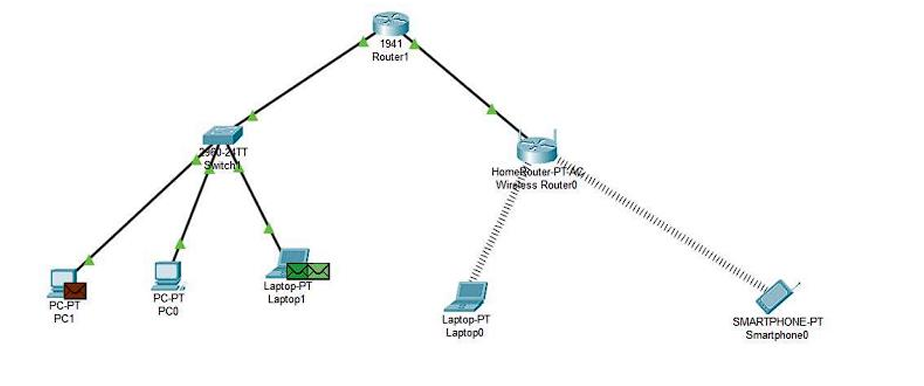 1941
Router1
2960-24TT
Switch1
HomeRouter-PT-AC
Wireless Router0
PC-PT
PC1
PC-PT
PC0
Laptop-PT
Laptop1
Laptop-PT
Laptop0
SMARTPHONE-PT
Smartphone0